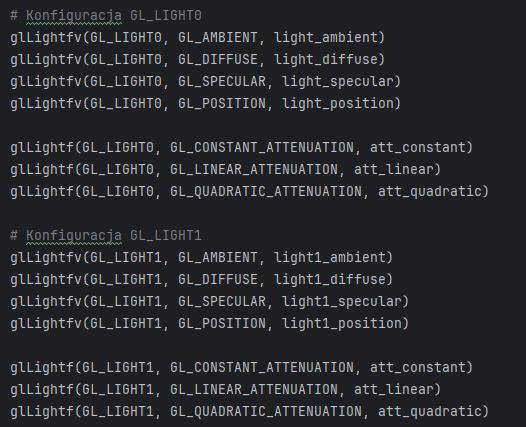 # Konfiguracja GL_LIGHT0
glLightfv(GL_LIGHT0, GL_AMBIENT, light_ambient)
glLightfv(GL_LIGHT0, GL_DIFFUSE, light_diffuse)
glLightfv(GL_LIGHT0, GL_SPECULAR, light_specular)
glLightfv(GL_LIGHT0, GL_POSITION, light_position)
glLightf(GL_LIGHT0, GL_CONSTANT_ATTENUATION, att_constant)
glLightf(GL_LIGHT0, GL_LINEAR_ATTENUATION, att_linear)
glLightf(GL_LIGHT0, GL_QUADRATIC_ATTENUATION, att_quadratic)
# Konfiguracja GL_LIGHT1
glLightfv(GL_LIGHT1, GL_AMBIENT, light1_ambient)
glLightfv(GL_LIGHT1, GL_DIFFUSE, light1_diffuse)
glLightfv(GL_LIGHT1, GL_SPECULAR, light1_specular)
glLightfv(GL_LIGHT1, GL_POSITION, light1_position)
glLightf(GL_LIGHT1, GL_CONSTANT_ATTENUATION, att_constant)
glLightf(GL_LIGHT1, GL_LINEAR_ATTENUATION, att_linear)
glLightf(GL_LIGHT1, GL_QUADRATIC_ATTENUATION, att_quadratic)